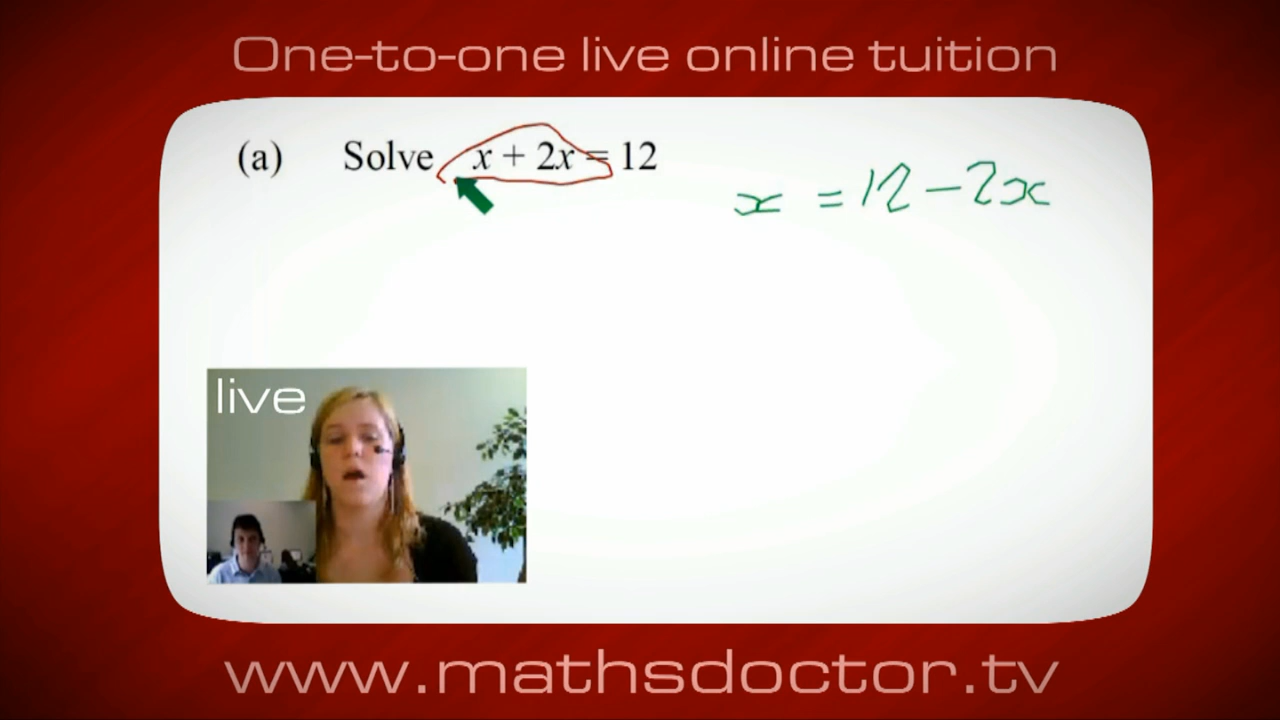 One-to-one live online tuition
(a) Solve x + 2x = 12
x = 12 - 2x
live
www.mathsdoctor.tv